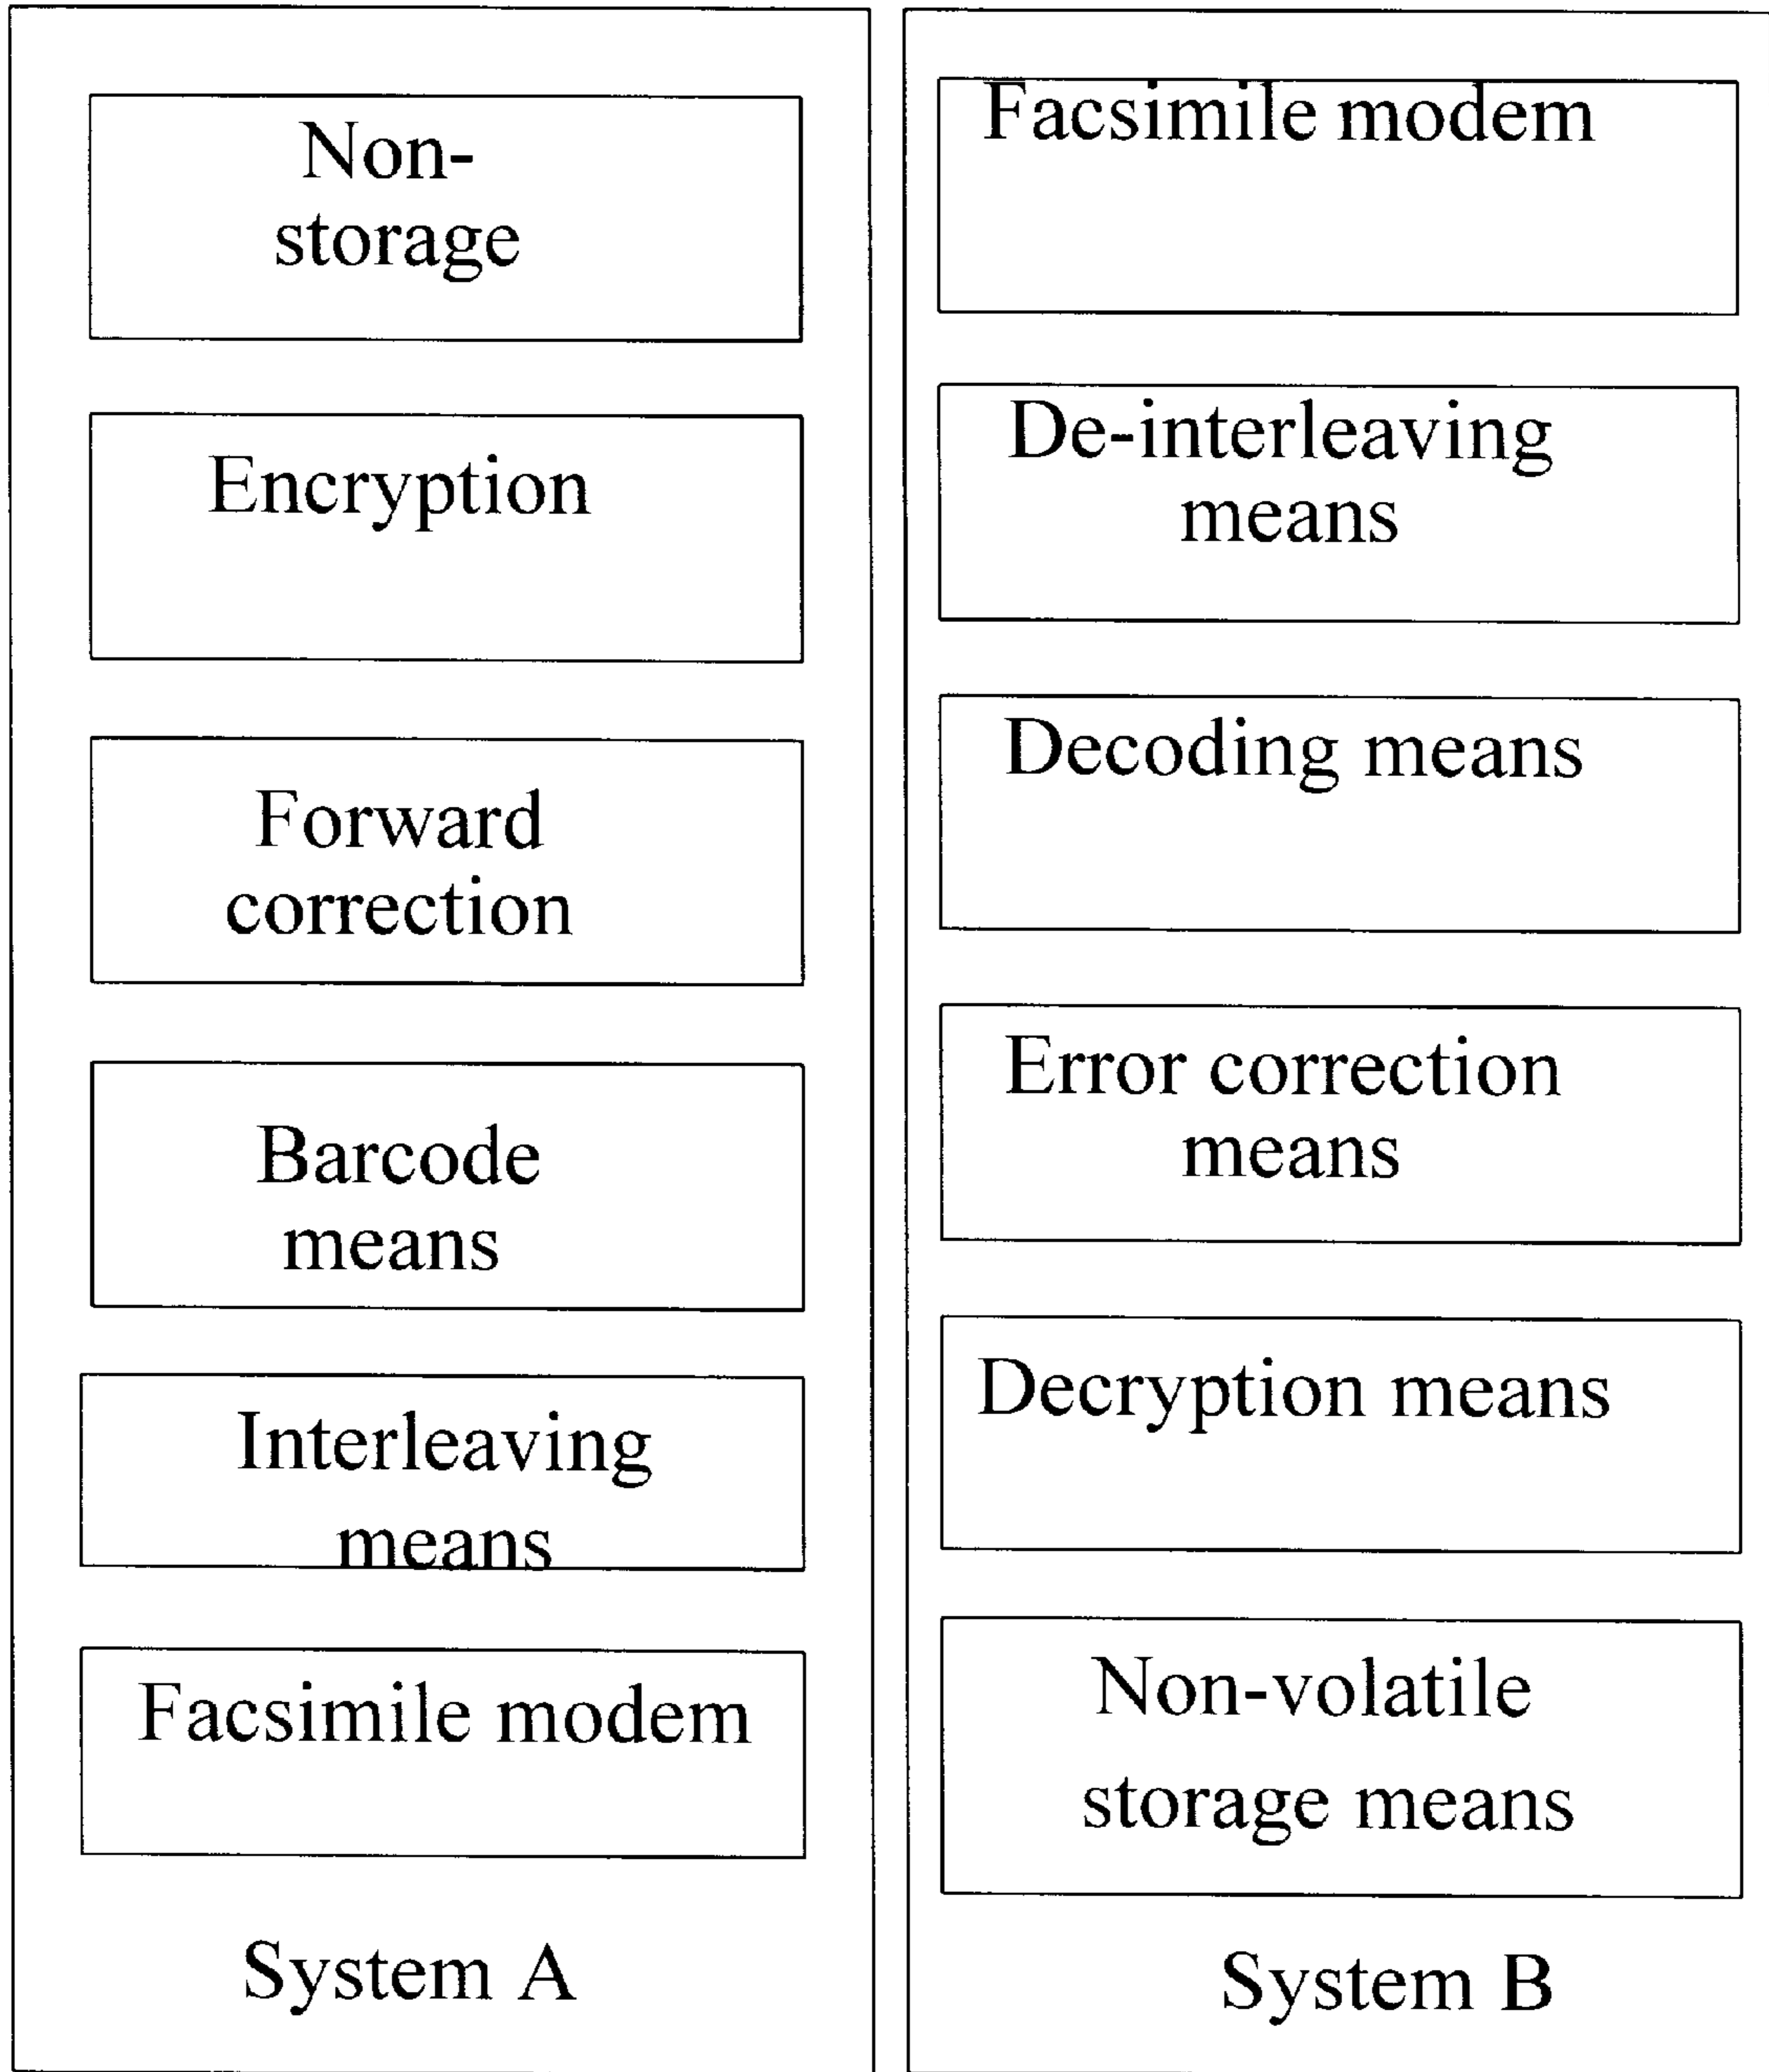 Non-
storage
Encryption
Forward
correction
Barcode
means
Interleaving
means
Facsimile modem
System A
Facsimile modem
De-interleaving
means
Decoding means
Error correction
means
Decryption means
Non-volatile
storage means
System B